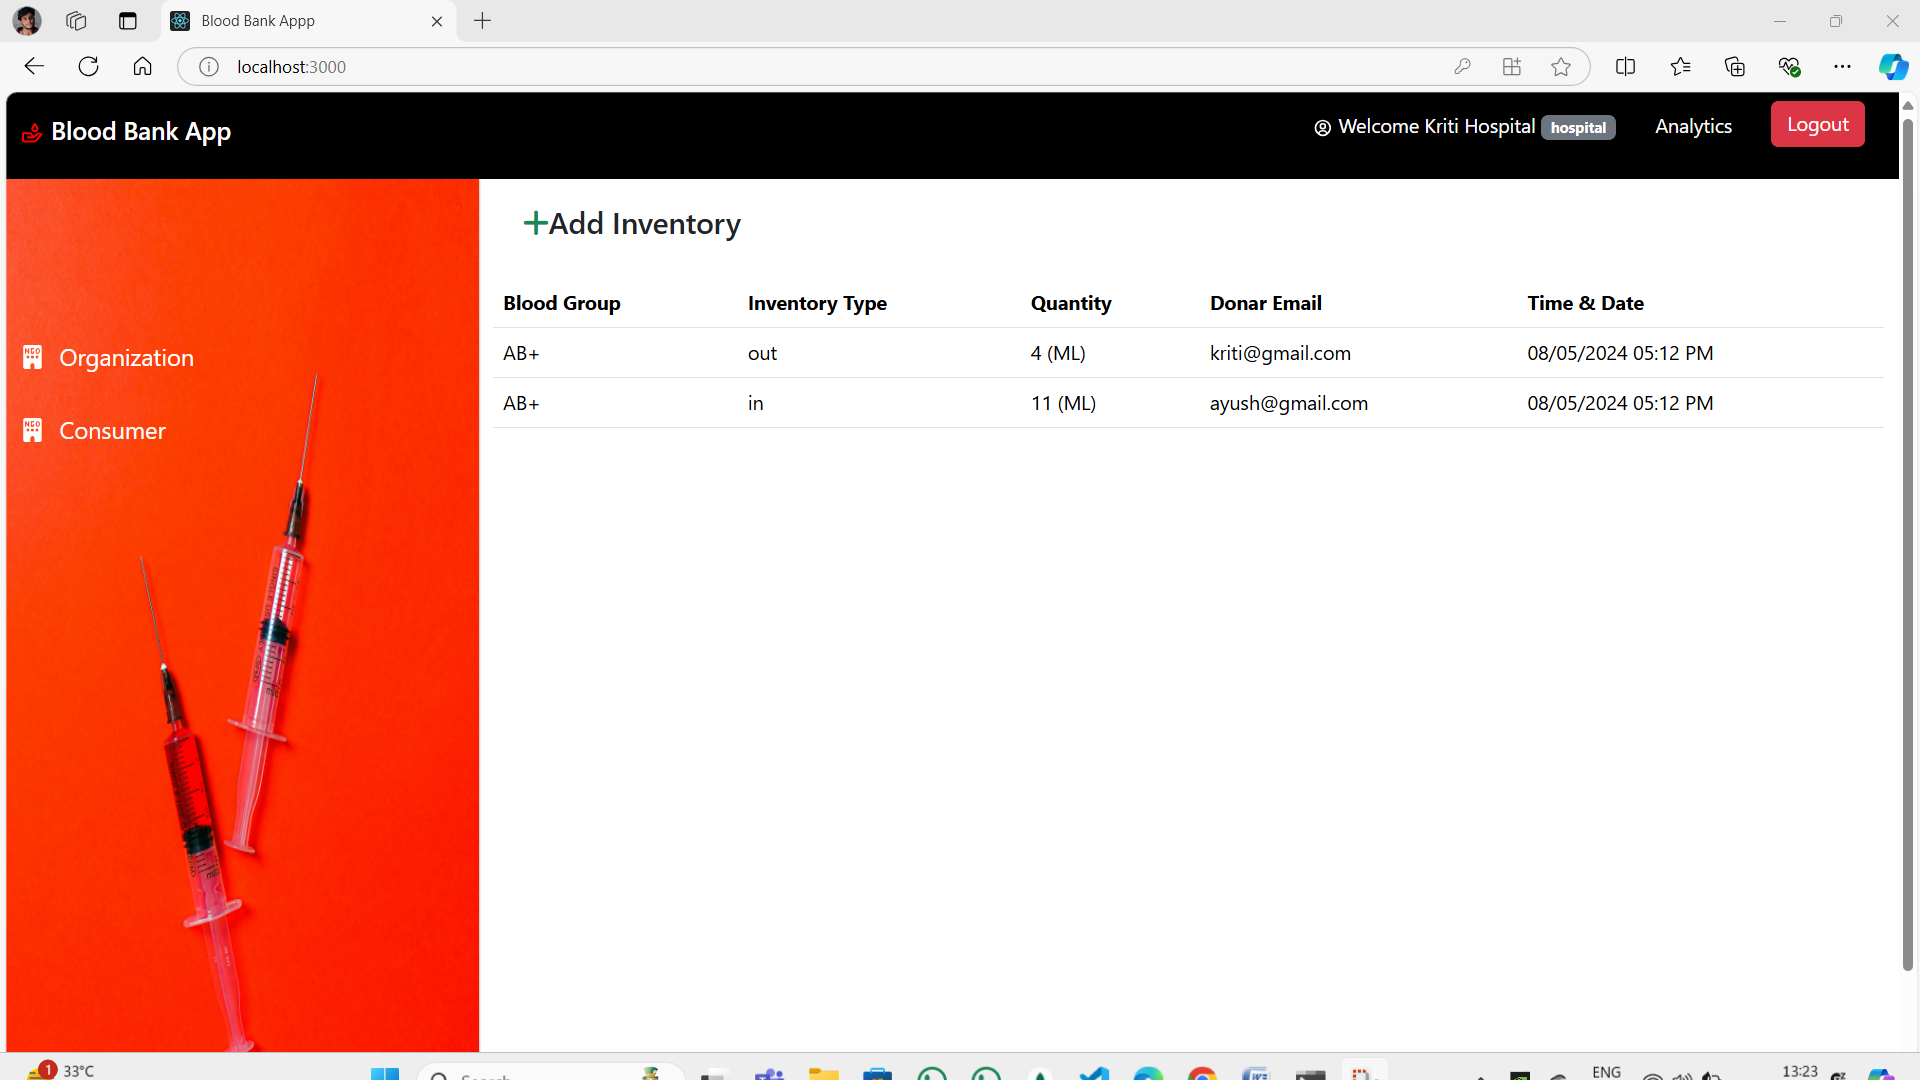 Blood Bank Appp
localhost:3000
Blood Bank App
Welcome Kriti Hospital hospital Analytics Logout
Organization
Consumer
Add Inventory
Blood Group Inventory Type Quantity Donar Email Time & Date
AB+ out 4 (ML) kriti@gmail.com 08/05/2024 05:12 PM
AB+ in 11 (ML) ayush@gmail.com 08/05/2024 05:12 PM
1 33°C
Search
ENG
13:23